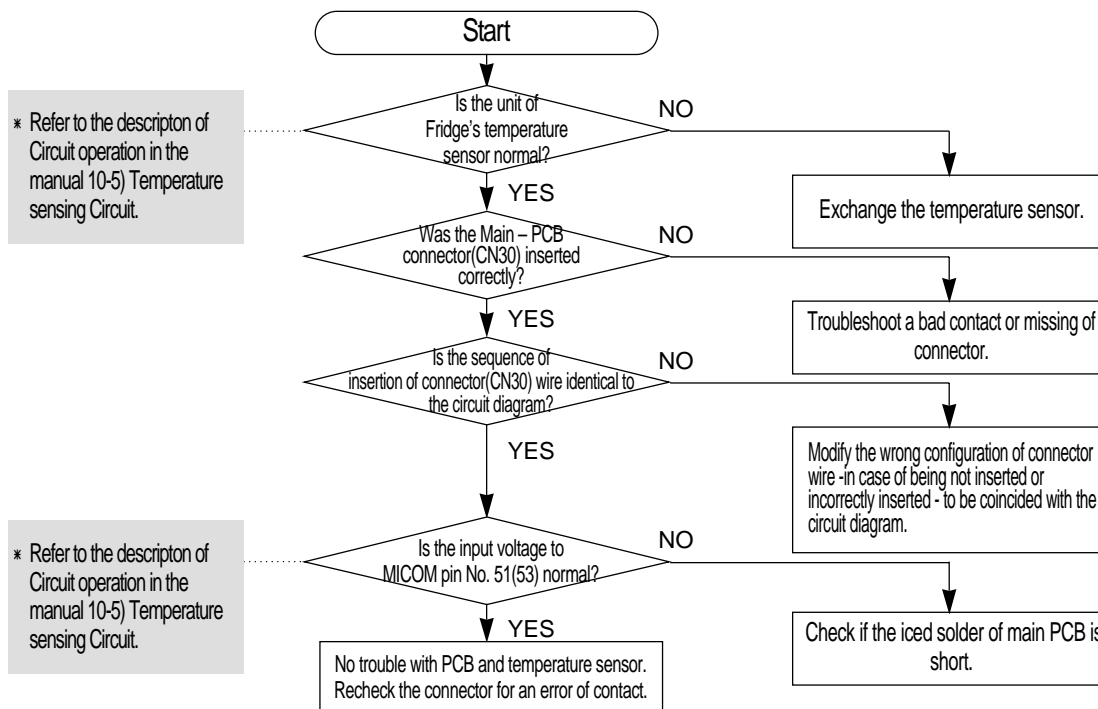 Start
Is the unit of
Fridge's temperature
sensor normal?
NO
* Refer to the descripton of
Circuit operation in the
manual 10-5) Temperature
sensing Circuit.
YES
Exchange the temperature sensor.
Was the Main – PCB
connector(CN30) inserted
correctly?
NO
YES
Troubleshoot a bad contact or missing of
connector.
Is the sequence of
insertion of connector(CN30) wire identical to
the circuit diagram?
NO
YES
Modify the wrong configuration of connector
wire -in case of being not inserted or
incorrectly inserted - to be coincided with the
circuit diagram.
* Refer to the descripton of
Circuit operation in the
manual 10-5) Temperature
sensing Circuit.
Is the input voltage to
MICOM pin No. 51(53) normal?
NO
YES
Check if the iced solder of main PCB is
short.
No trouble with PCB and temperature sensor.
Recheck the connector for an error of contact.